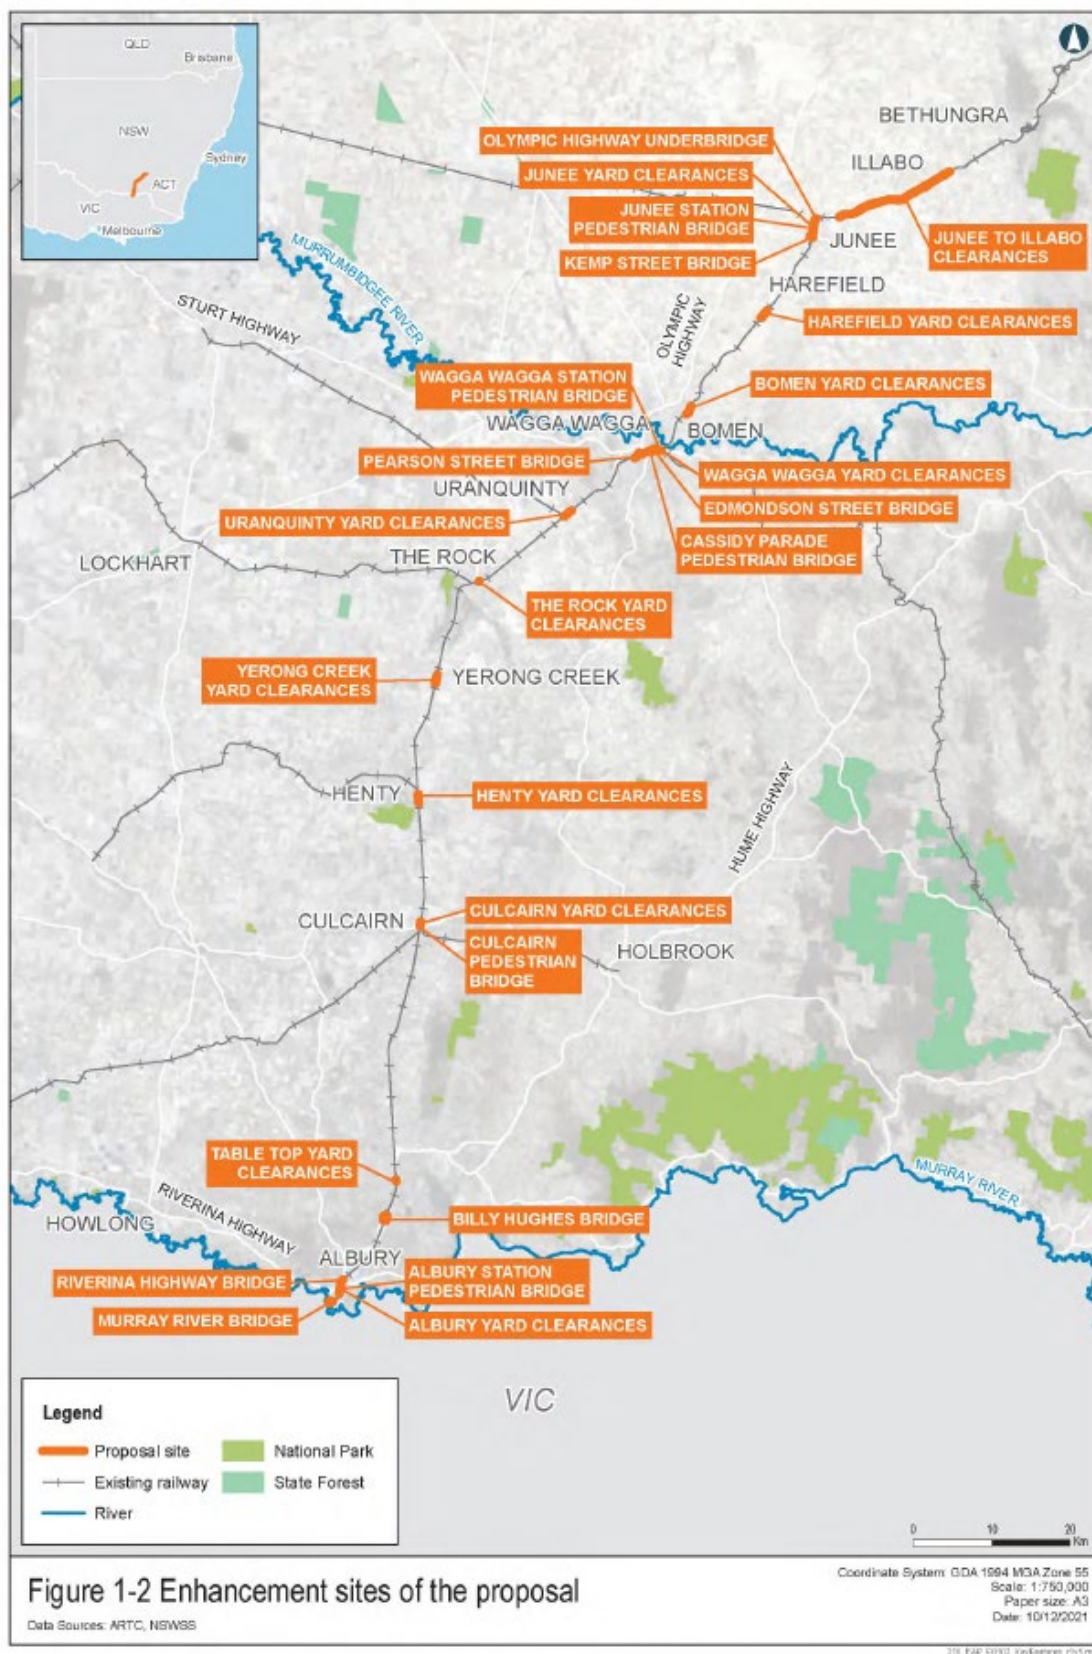 QLD
Brisbane
NSW
Sydney
ACT
VIC
Melbourne
BETHUNGRA
OLYMPIC HIGHWAY UNDERBRIDGE
ILLABO
JUNEE YARD CLEARANCES
JUNEE STATION
PEDESTRIAN BRIDGE
JUNEE
JUNEE TO ILLABO
CLEARANCES
KEMP STREET BRIDGE
MURRUMBIDGEE RIVER
HAREFIELD
STURT HIGHWAY
OLYMPIC
HIGHWAY
HAREFIELD YARD CLEARANCES
WAGGA WAGGA STATION
PEDESTRIAN BRIDGE
BOMEN YARD CLEARANCES
WAGGA WAGGA
BOMEN
PEARSON STREET BRIDGE
WAGGA WAGGA YARD CLEARANCES
URANQUINTY
EDMONDSON STREET BRIDGE
URANQUINTY YARD CLEARANCES
CASSIDY PARADE
PEDESTRIAN BRIDGE
LOCKHART
THE ROCK
THE ROCK YARD
CLEARANCES
YERONG CREEK
YARD CLEARANCES
YERONG CREEK
HENTY
HENTY YARD CLEARANCES
HUME HIGHWAY
CULCAIRN
CULCAIRN YARD CLEARANCES
CULCAIRN
PEDESTRIAN
BRIDGE
HOLBROOK
TABLE TOP YARD
CLEARANCES
MURRAY RIVER
RIVERINA HIGHWAY
HOWLONG
BILLY HUGHES BRIDGE
ALBURY
RIVERINA HIGHWAY BRIDGE
ALBURY STATION
PEDESTRIAN BRIDGE
MURRAY RIVER BRIDGE
ALBURY YARD CLEARANCES
VIC
Legend
Proposal site
National Park
Existing railway
State Forest
River
0 10 20
Km
Figure 1-2 Enhancement sites of the proposal
Data Sources: ARTC, NSWSS
Coordinate System: GDA 1994 MGA Zone 55
Scale: 1:750,000
Paper size: A3
Date: 10/12/2021